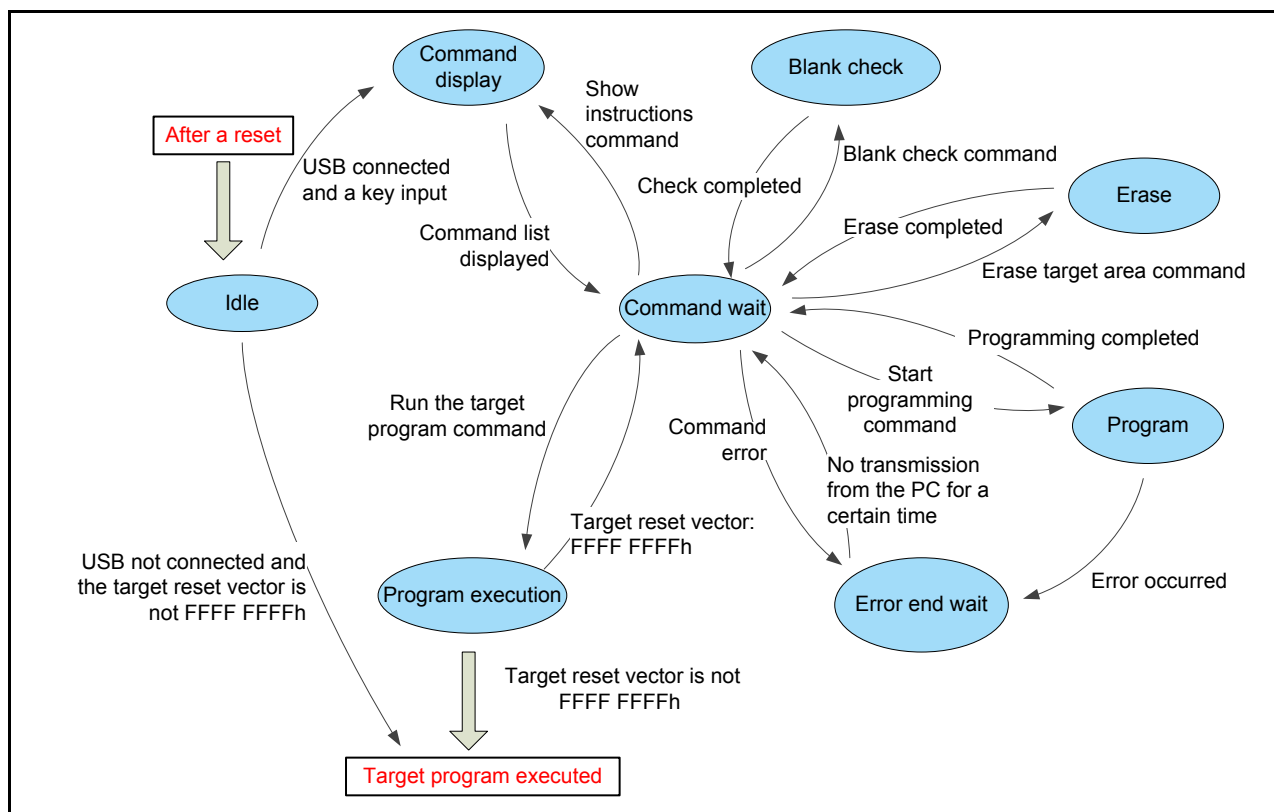 Command
display
Blank check
Show
instructions
command
After a reset
USB connected
and a key input
Blank check command
Check completed
Erase
Command list
displayed
Erase completed
Erase target area command
Idle
Command wait
Programming completed
Start
programming
command
Run the target
program command
Command
error
Program
No transmission
from the PC for a
certain time
Target reset vector:
FFFF FFFFh
USB not connected and
the target reset vector is
not FFFF FFFFh
Program execution
Error end wait
Error occurred
Target reset vector is not
FFFF FFFFh
Target program executed